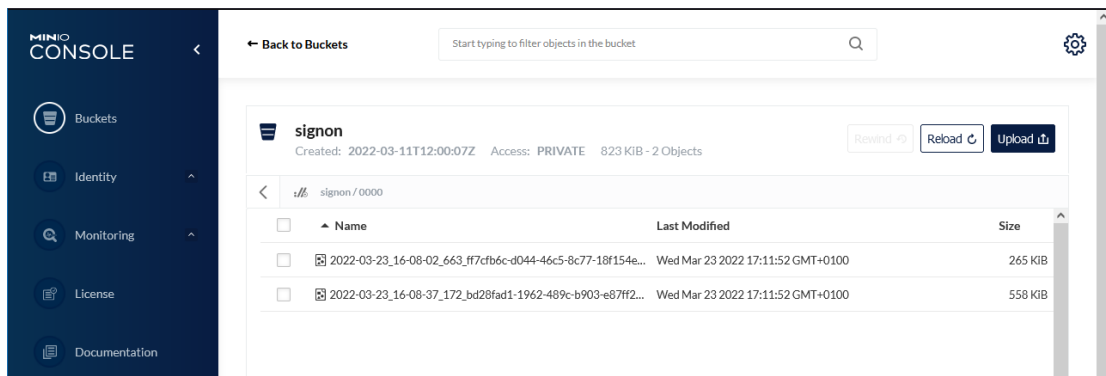 MINIO
CONSOLE
← Back to Buckets
Start typing to filter objects in the bucket
Buckets
Identity
Monitoring
License
Documentation
signon
Created: 2022-03-11T12:00:07Z Access: PRIVATE 823 KiB - 2 Objects
Rewind
Reload
Upload
signon / 0000
Name Last Modified Size
2022-03-23_16-08-02_663_ff7cfb6c-d044-46c5-8c77-18f154e... Wed Mar 23 2022 17:11:52 GMT+0100 265 KiB
2022-03-23_16-08-37_172_bd28fad1-1962-489c-b903-e87ff2... Wed Mar 23 2022 17:11:52 GMT+0100 558 KiB